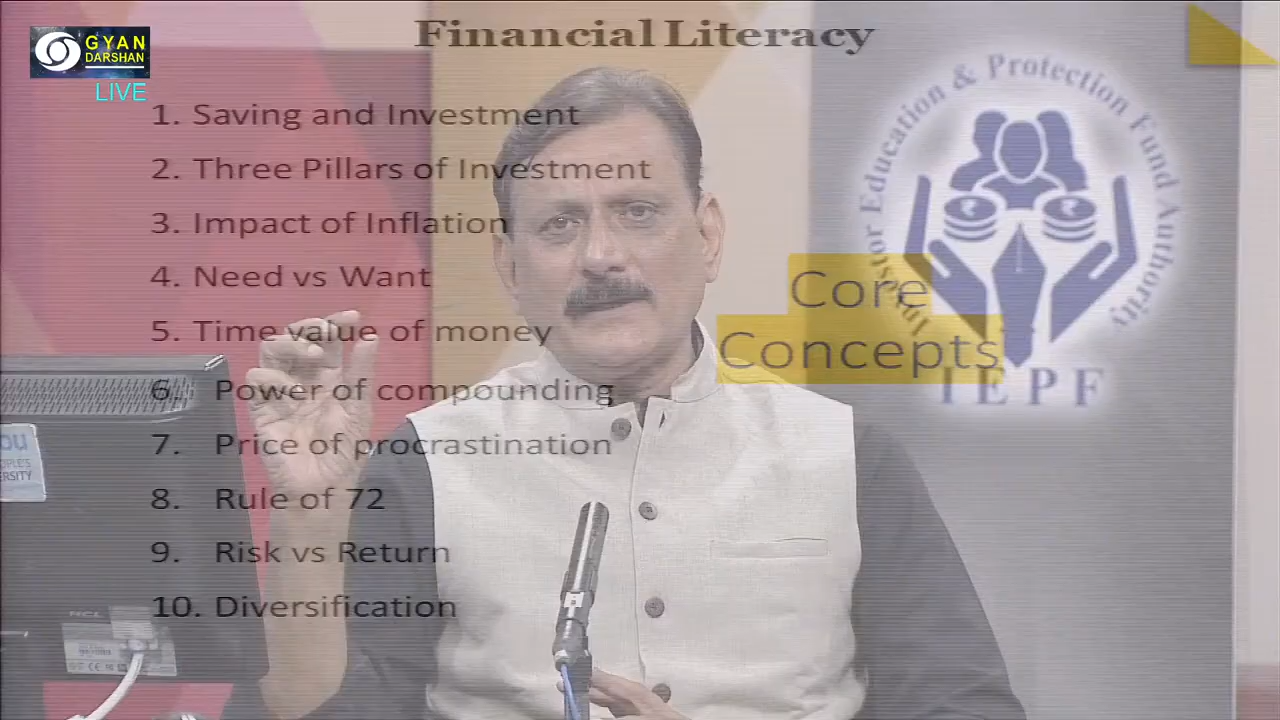 Financial Literacy
GYAN
DARSHAN
LIVE
1. Saving and Investment
2. Three Pillars of Investment
3. Impact of Inflation
4. Need vs Want
5. Time value of money
6. Power of compounding
7. Price of procrastination
8. Rule of 72
9. Risk vs Return
10. Diversification
Core
Concepts
Investor Education & Protection Fund Authority
IEPF
HCL